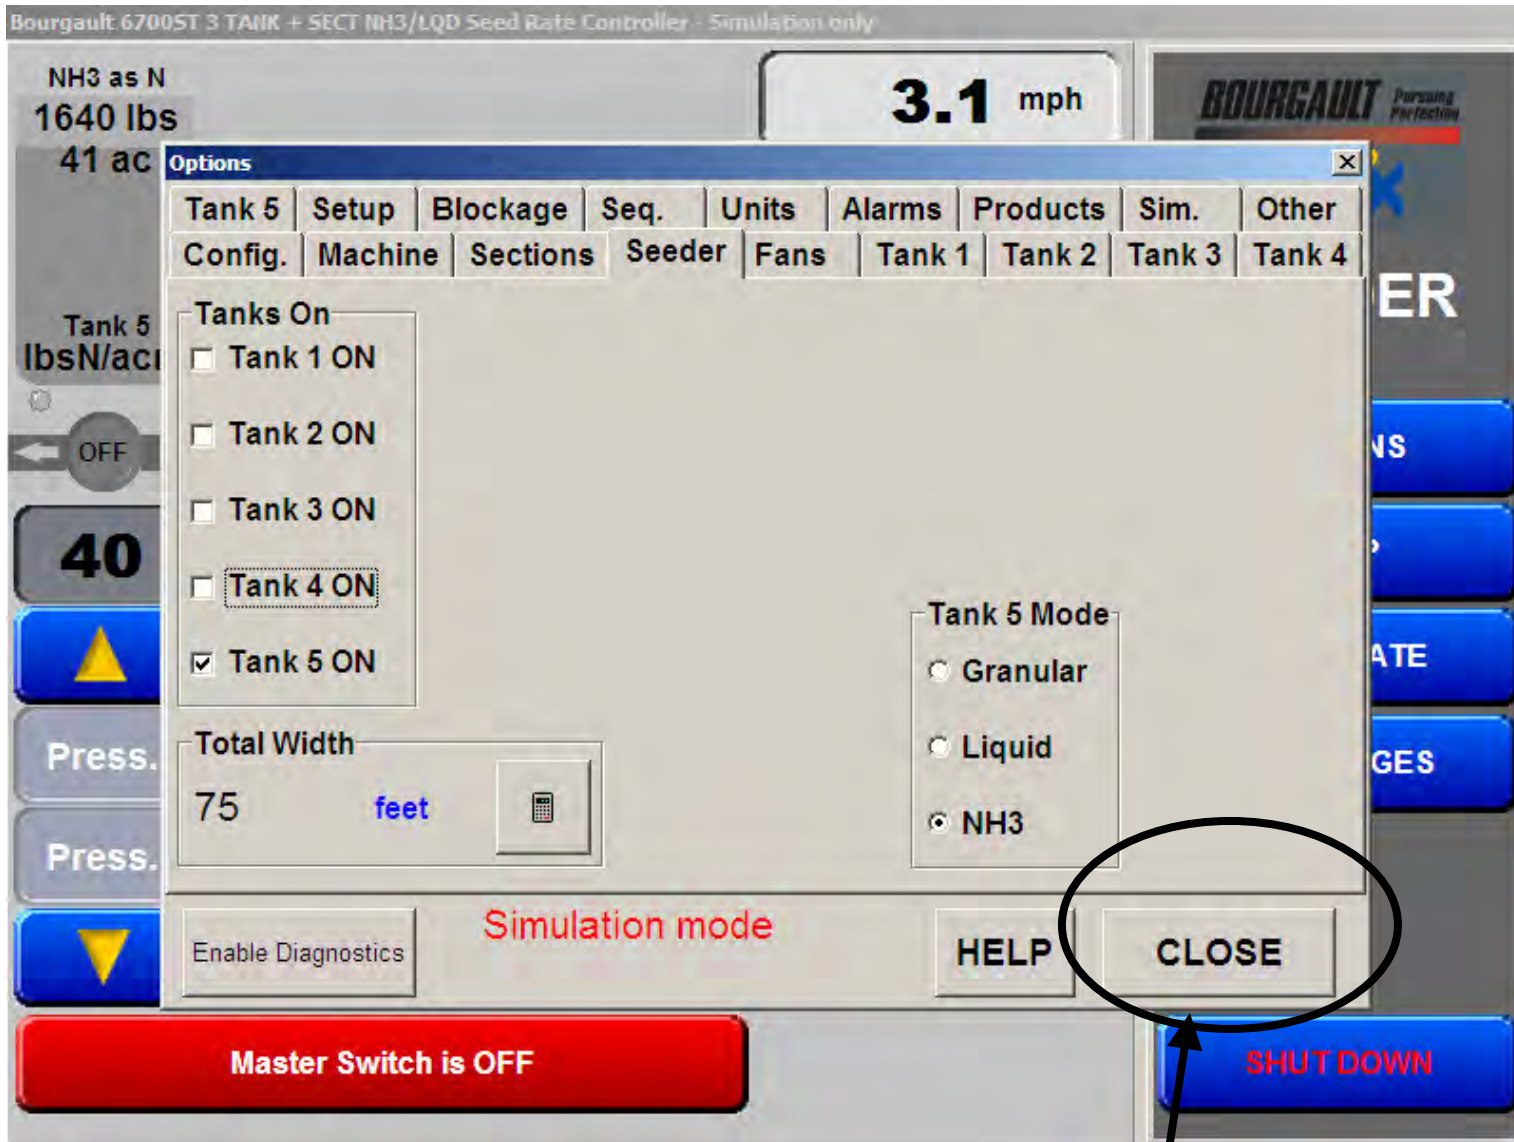 Bourgault 6700ST 3 TANK + SECT NH3/LQD Seed Rate Controller - Simulation only
NH3 as N
1640 lbs
41 ac
3.1 mph
BOURGAULT Pursuing Perfection
Options
Tank 5 Setup Blockage Seq. Units Alarms Products Sim. Other
Config. Machine Sections Seeder Fans Tank 1 Tank 2 Tank 3 Tank 4
Tanks On
Tank 1 ON
Tank 2 ON
Tank 3 ON
Tank 4 ON
Tank 5 ON
Total Width
75 feet
Tank 5 Mode
Granular
Liquid
NH3
Enable Diagnostics
Simulation mode
HELP
CLOSE
Tank 5
lbsN/acr
OFF
40
Press.
Press.
ER
NS
ATE
GES
Master Switch is OFF
SHUT DOWN